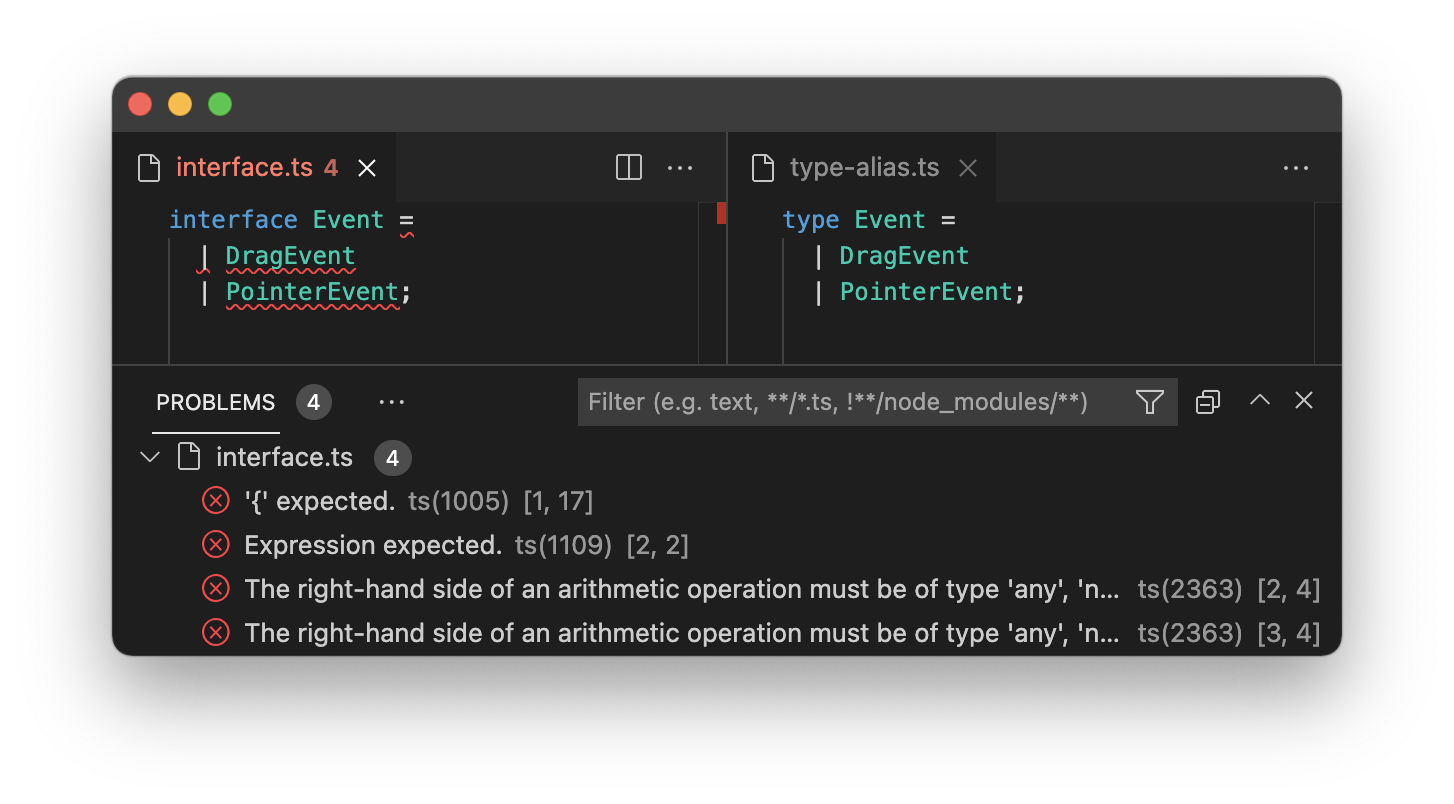 interface.ts 4
interface Event =
| DragEvent
| PointerEvent;
type-alias.ts
type Event =
| DragEvent
| PointerEvent;
PROBLEMS 4
Filter (e.g. text, **/*.ts, !**/node_modules/**)
interface.ts 4
'{' expected. ts(1005) [1, 17]
Expression expected. ts(1109) [2, 2]
The right-hand side of an arithmetic operation must be of type 'any', 'n... ts(2363) [2, 4]
The right-hand side of an arithmetic operation must be of type 'any', 'n... ts(2363) [3, 4]